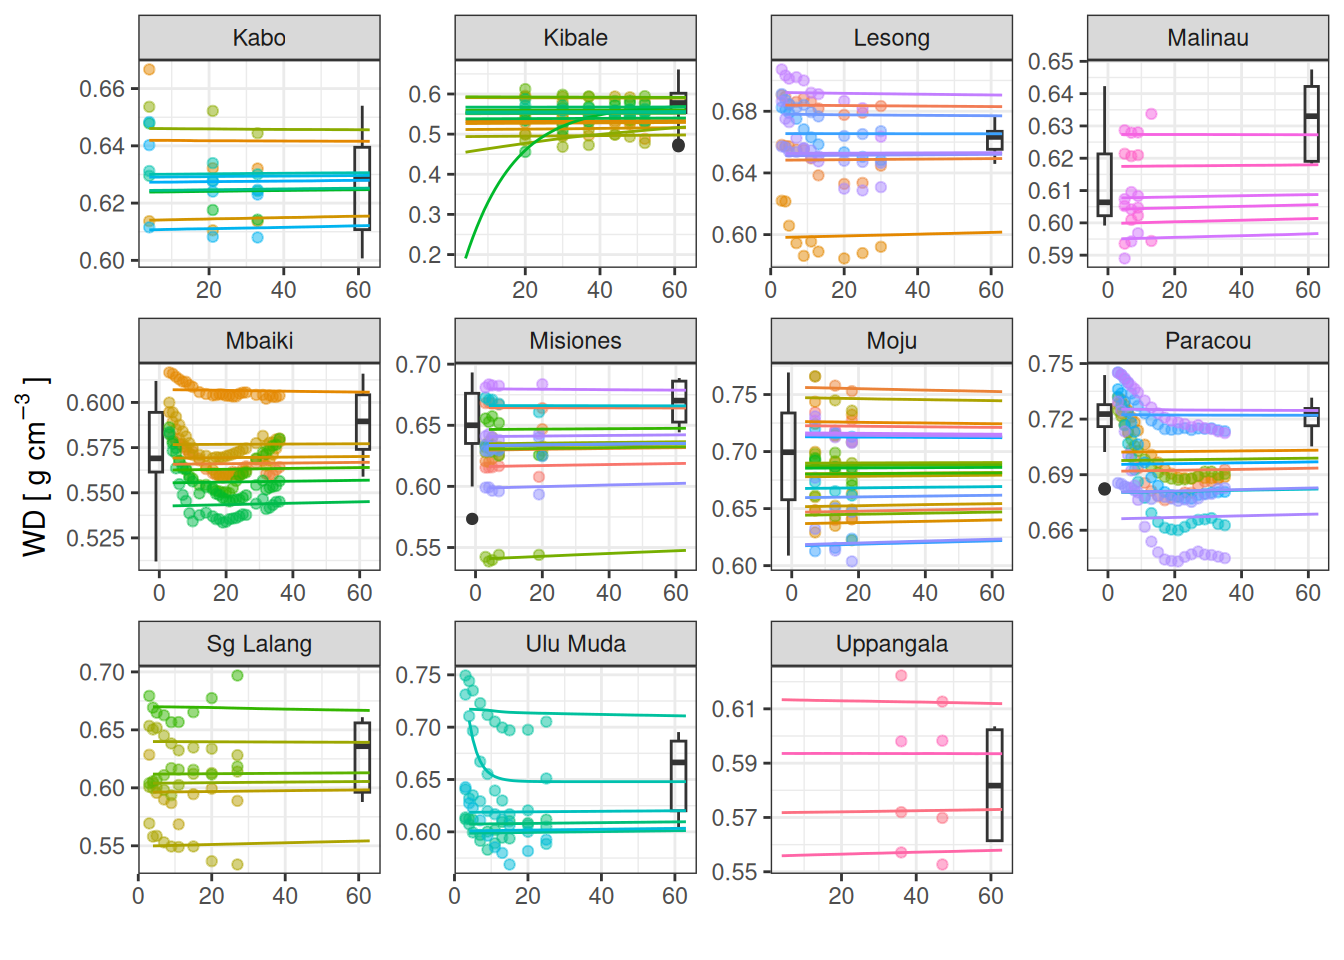 Kabo Kibale Lesong Malinau
0.66 0.64 0.62 0.60
0.6 0.5 0.4 0.3 0.2
0.68 0.64 0.60
0.65 0.64 0.63 0.62 0.61 0.60 0.59
20 40 60
20 40 60
0 20 40 60
0 20 40 60
Mbaiki Misiones Moju Paracou
WD [ g cm⁻³ ]
0.600 0.575 0.550 0.525
0.70 0.65 0.60 0.55
0.75 0.70 0.65 0.60
0.75 0.72 0.69 0.66
0 20 40 60
0 20 40 60
0 20 40 60
0 20 40 60
Sg Lalang Ulu Muda Uppangala
0.70 0.65 0.60 0.55
0.75 0.70 0.65 0.60
0.61 0.59 0.57 0.55
0 20 40 60
0 20 40 60
20 40 60